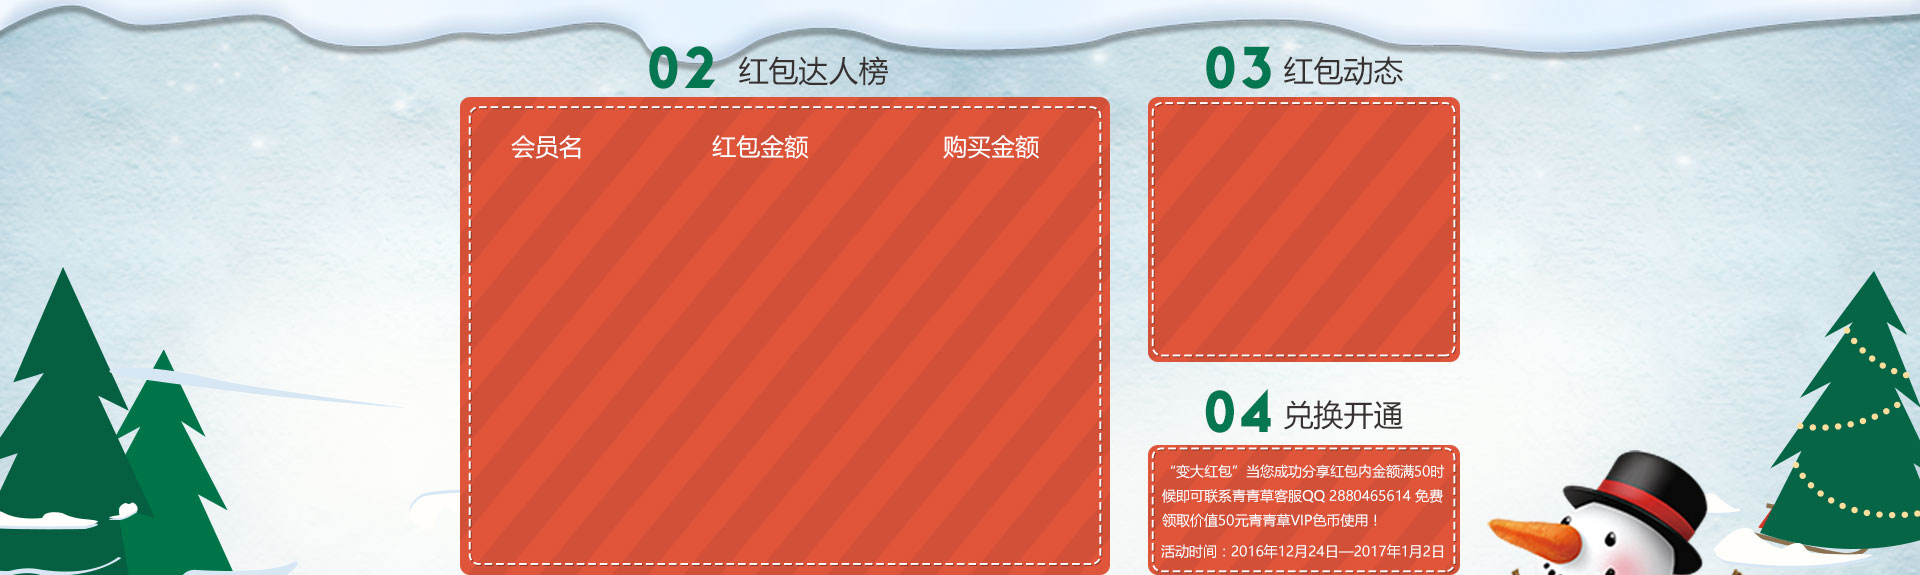 02 红包达人榜
会员名 红包金额 购买金额
03 红包动态
04 兑换开通
“变大红包”当您成功分享红包内金额满50时
候即可联系青青草客服QQ 2880465614 免费
领取价值50元青青草VIP色币使用！
活动时间：2016年12月24日—2017年1月2日